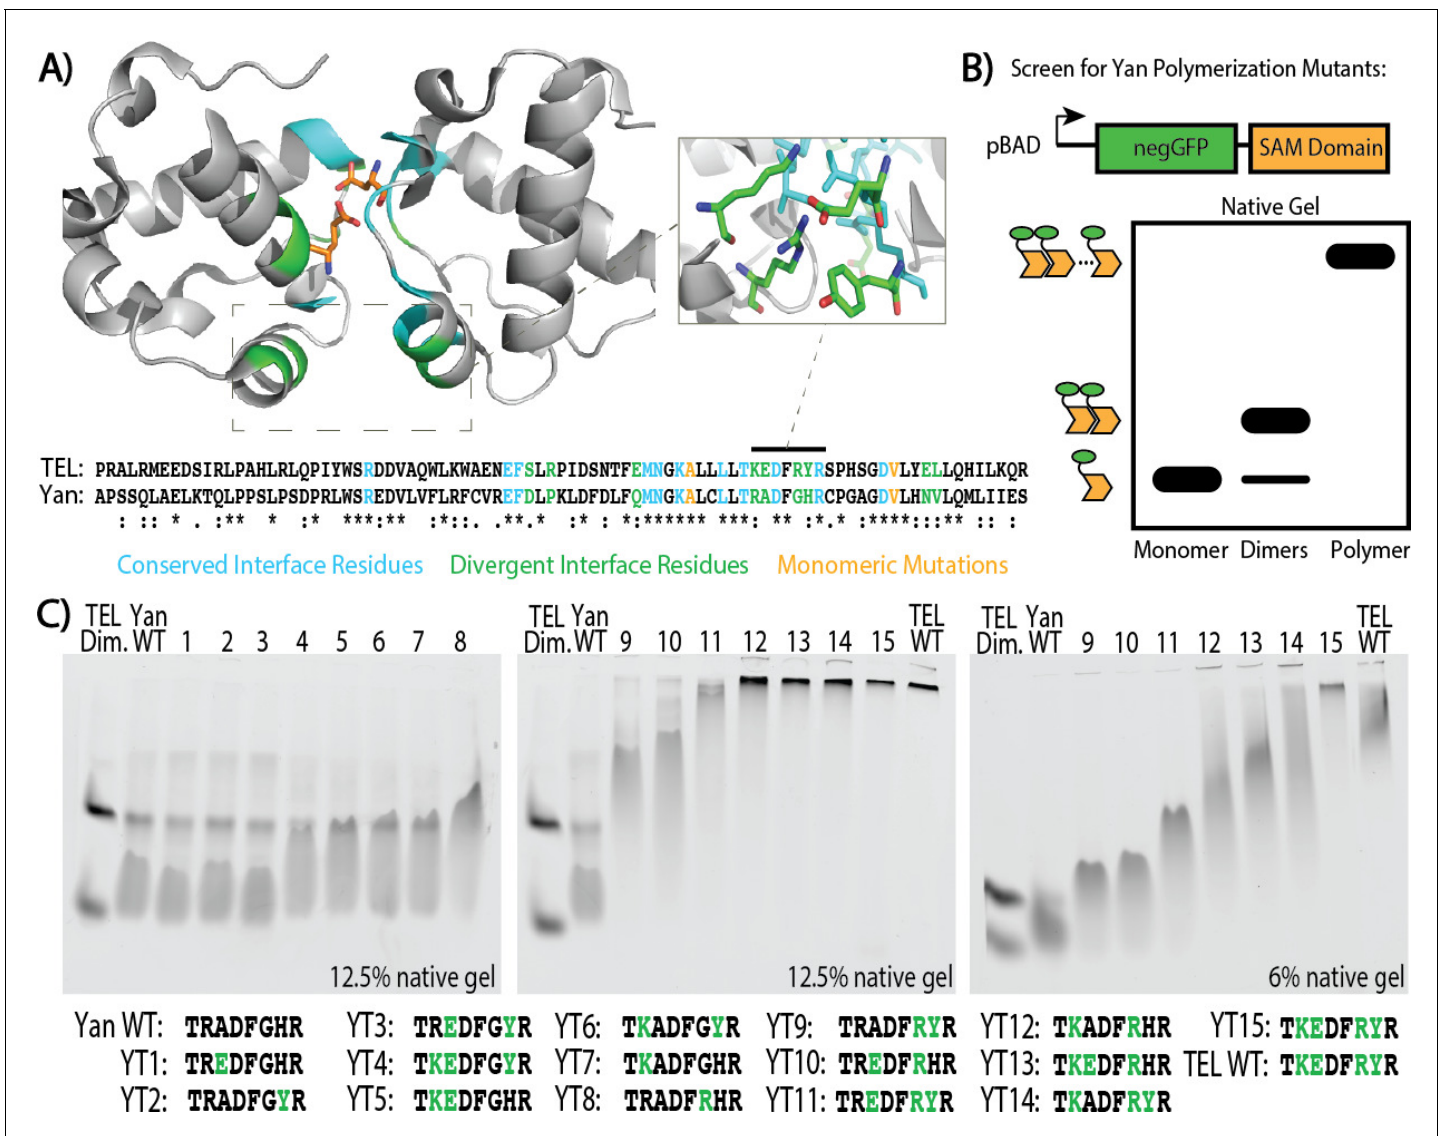 A)
TEL: PRALRMEEDSIRLPAHLRLQPIYWSRDDVAQWLKWAENEFSLRPIDSNTFEMNGKALLLLTKEDFRYRSPHSGDVLYELLQHILKQR
Yan: APSSQLAELKTQLPPSLPSDPRLWSREDVLVFLRFCVREFDLPKLDFDLFQMNGKALCLLTRADFGHRCPGAGDVLHNVLQMLIIES
: :: * . :** * :* ***:** :*::. .**.* :* : *:****** *** :** :*.* :****:::** :: :
Conserved Interface Residues Divergent Interface Residues Monomeric Mutations
B) Screen for Yan Polymerization Mutants:
pBAD negGFP SAM Domain
Native Gel
...
Monomer Dimers Polymer
C)
TEL Yan
Dim. WT 1 2 3 4 5 6 7 8
12.5% native gel
TEL Yan TEL
Dim. WT 9 10 11 12 13 14 15 WT
12.5% native gel
TEL Yan TEL
Dim. WT 9 10 11 12 13 14 15 WT
6% native gel
Yan WT: TRADFGHR YT3: TREDFGYR YT6: TKADFGYR YT9: TRADFRYR YT12: TKADFRHR YT15: TKEDFRYR
YT1: TREDFGHR YT4: TKEDFGYR YT7: TKADFGHR YT10: TREDFRHR YT13: TKEDFRHR TEL WT: TKEDFRYR
YT2: TRADFGYR YT5: TKEDFGHR YT8: TRADFRHR YT11: TREDFRYR YT14: TKADFRYR